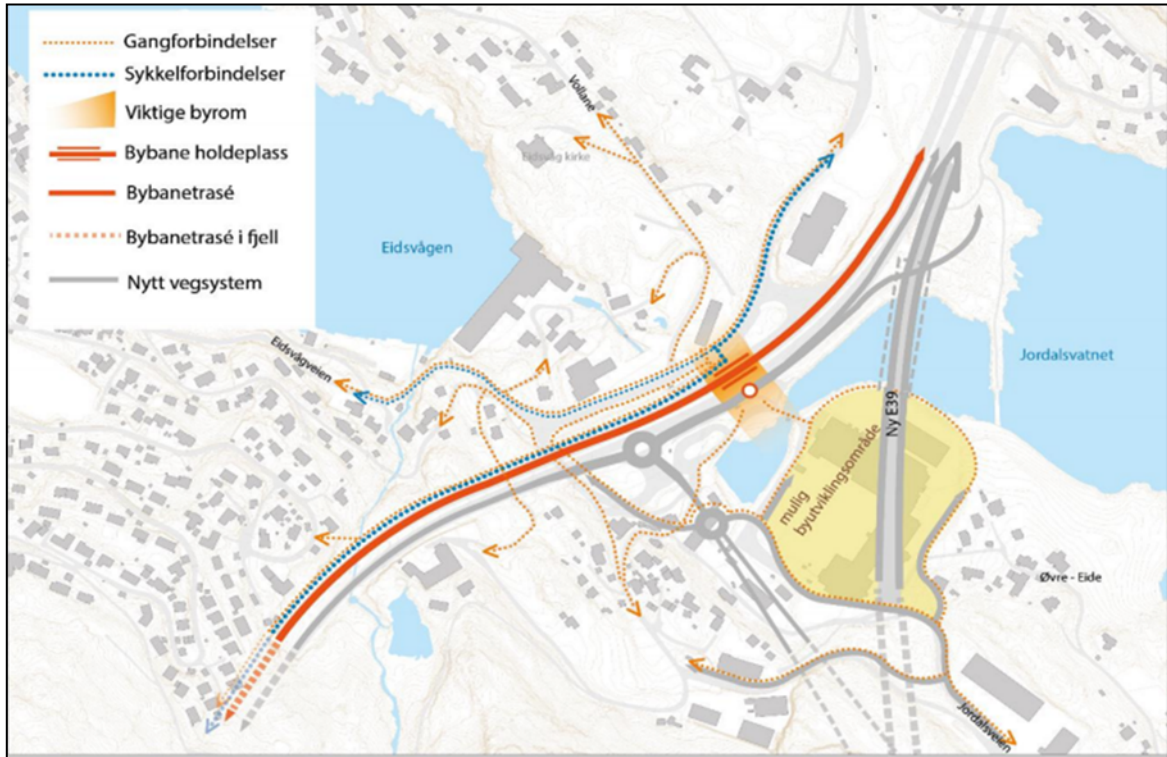 Gangforbindelser
Sykkelforbindelser
Viktige byrom
Bybane holdeplass
Bybanetrasé
Bybanetrasé i fjell
Nytt vegsystem
Vollane
Eidsvåg kirke
Eidsvågen
Eidsvågveien
Jordalsvatnet
Ny E39
mulig
byutviklingsområde
Øvre - Eide
Jordalsveien